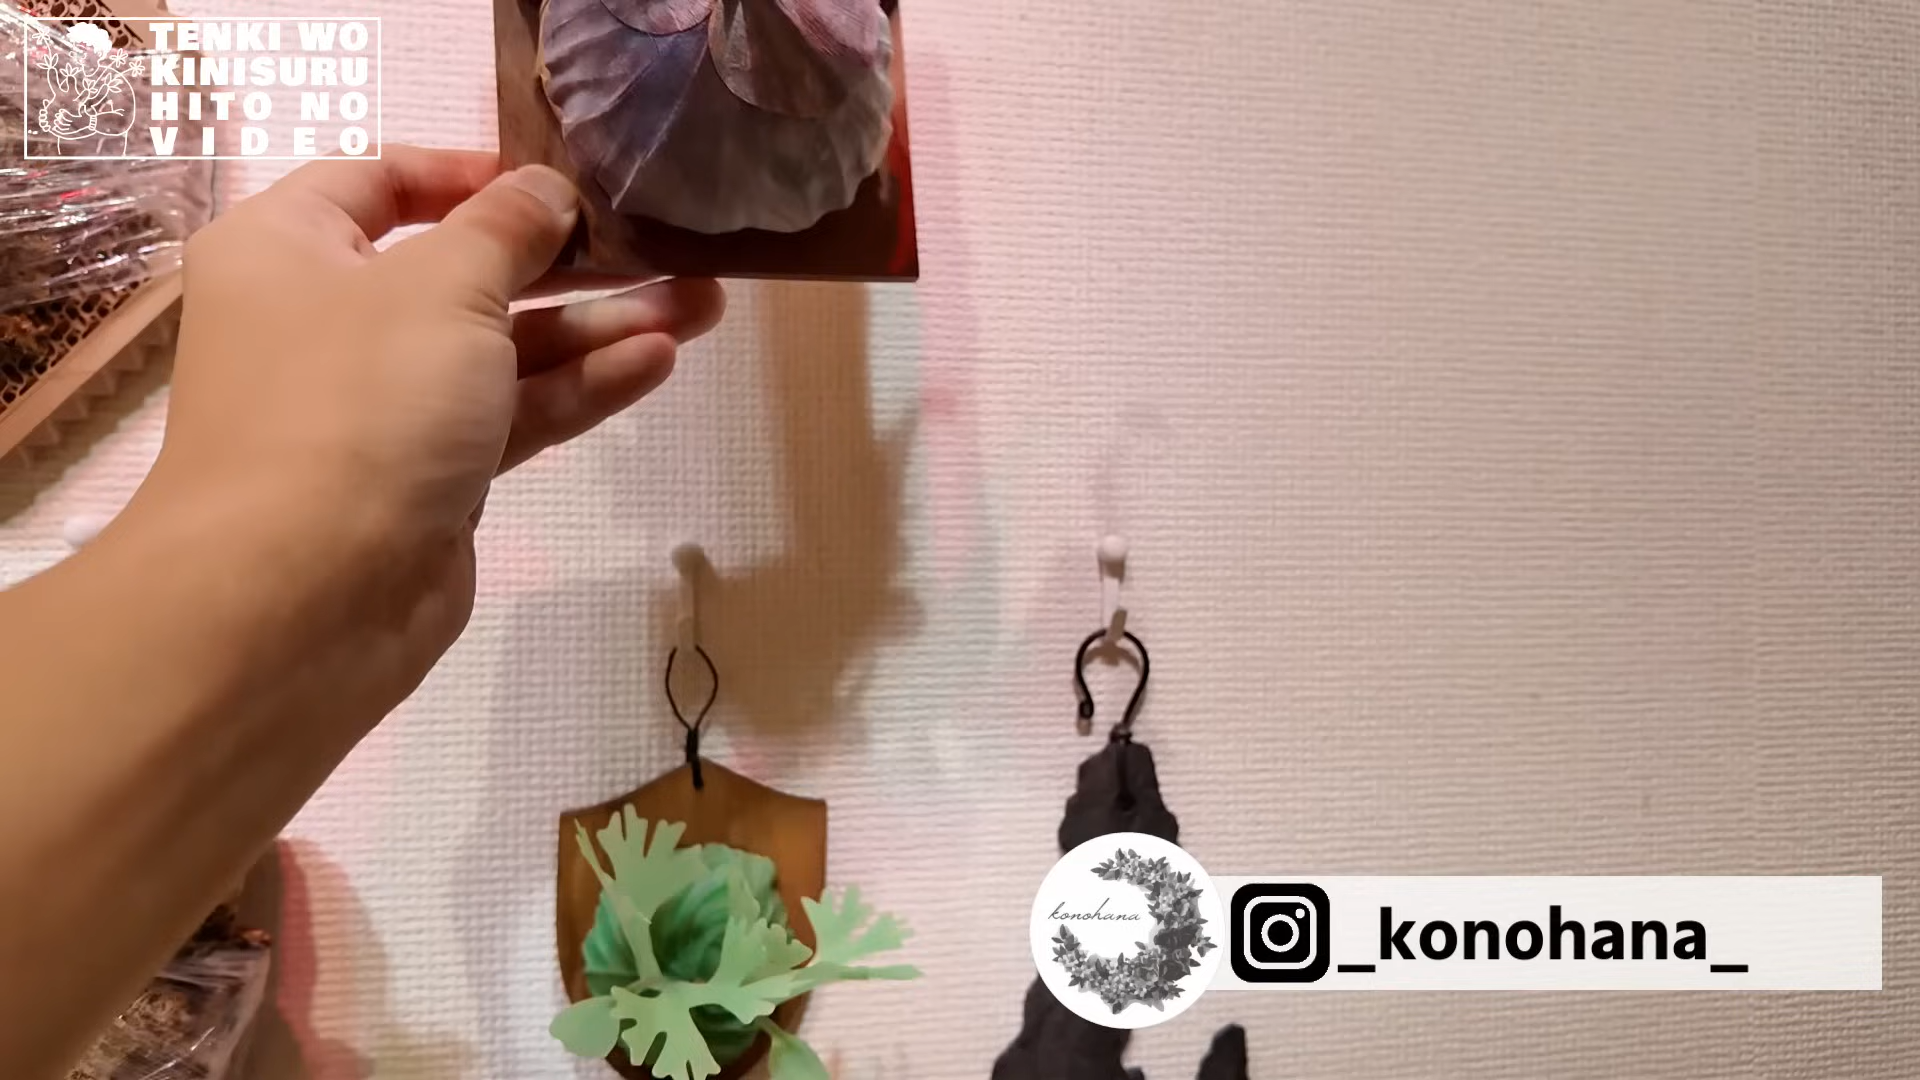 TENKI WO
KINISURU
HITO NO
VIDEO
konohana
_konohana_